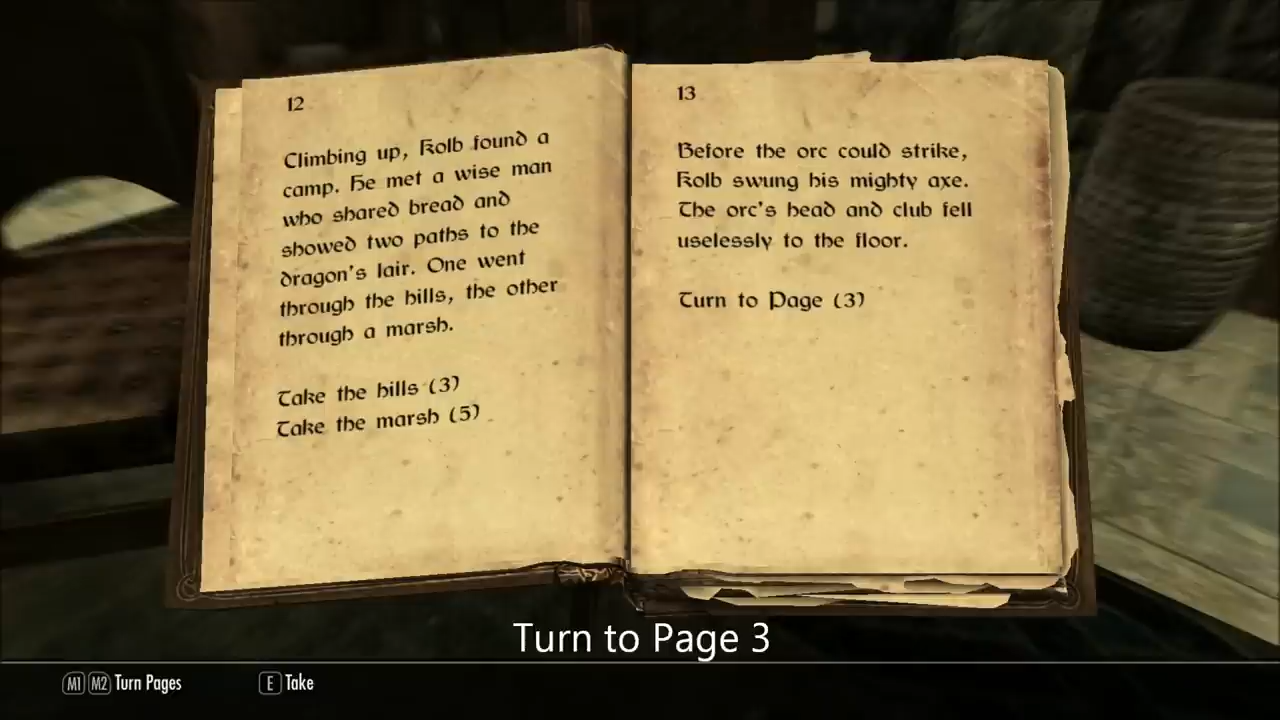 12
Climbing up, Kolb found a
camp. He met a wise man
who shared bread and
showed two paths to the
dragon's lair. One went
through the hills, the other
through a marsh.
Take the hills (3)
Take the marsh (5)
13
Before the orc could strike,
Kolb swung his mighty axe.
The orc's head and club fell
uselessly to the floor.
Turn to Page (3)
Turn to Page 3
M1 M2 Turn Pages
E Take